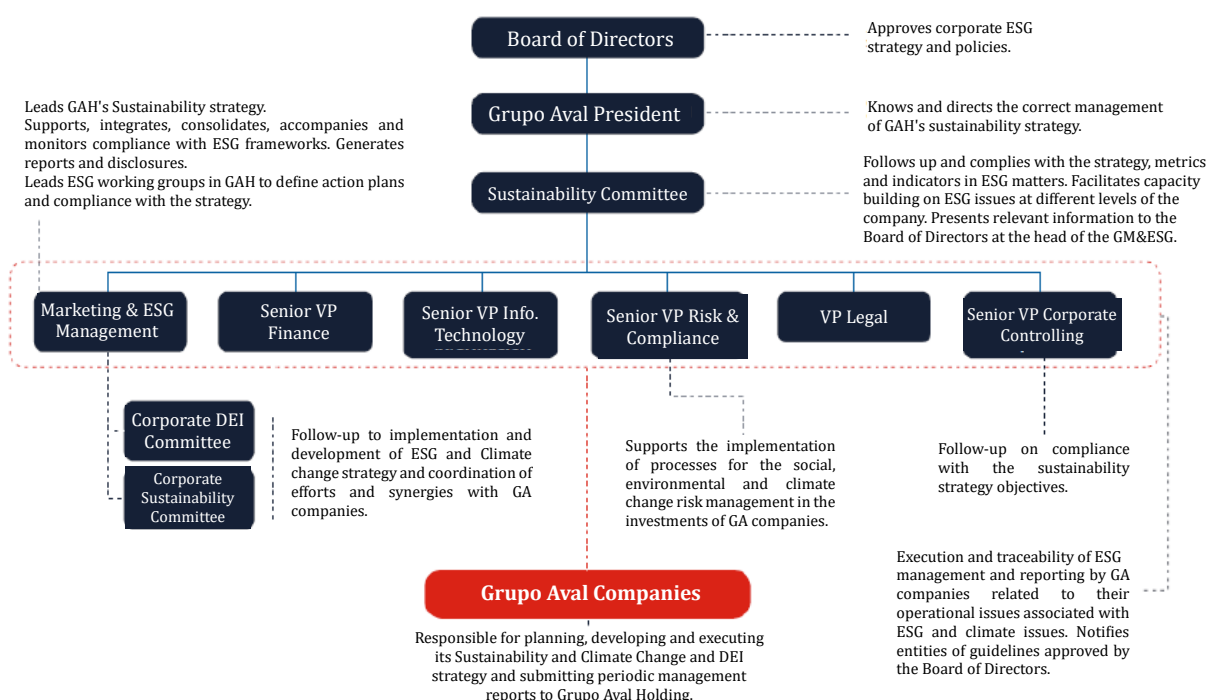 Board of Directors
Approves corporate ESG
strategy and policies.
Leads GAH's Sustainability strategy.
Supports, integrates, consolidates, accompanies and
monitors compliance with ESG frameworks. Generates
reports and disclosures.
Leads ESG working groups in GAH to define action plans
and compliance with the strategy.
Grupo Aval President
Knows and directs the correct management
of GAH's sustainability strategy.
Sustainability Committee
Follows up and complies with the strategy, metrics
and indicators in ESG matters. Facilitates capacity
building on ESG issues at different levels of the
company. Presents relevant information to the
Board of Directors at the head of the GM&ESG.
Marketing & ESG
Management
Senior VP
Finance
Senior VP Info.
Technology
Senior VP Risk &
Compliance
VP Legal
Senior VP Corporate
Controlling
Corporate DEI
Committee
Corporate
Sustainability
Committee
Follow-up to implementation and
development of ESG and Climate
change strategy and coordination of
efforts and synergies with GA
companies.
Supports the implementation
of processes for the social,
environmental and climate
change risk management in the
investments of GA companies.
Follow-up on compliance
with the sustainability
strategy objectives.
Execution and traceability of ESG
management and reporting by GA
companies related to their
operational issues associated with
ESG and climate issues. Notifies
entities of guidelines approved by
the Board of Directors.
Grupo Aval Companies
Responsible for planning, developing and executing
its Sustainability and Climate Change and DEI
strategy and submitting periodic management
reports to Grupo Aval Holding.